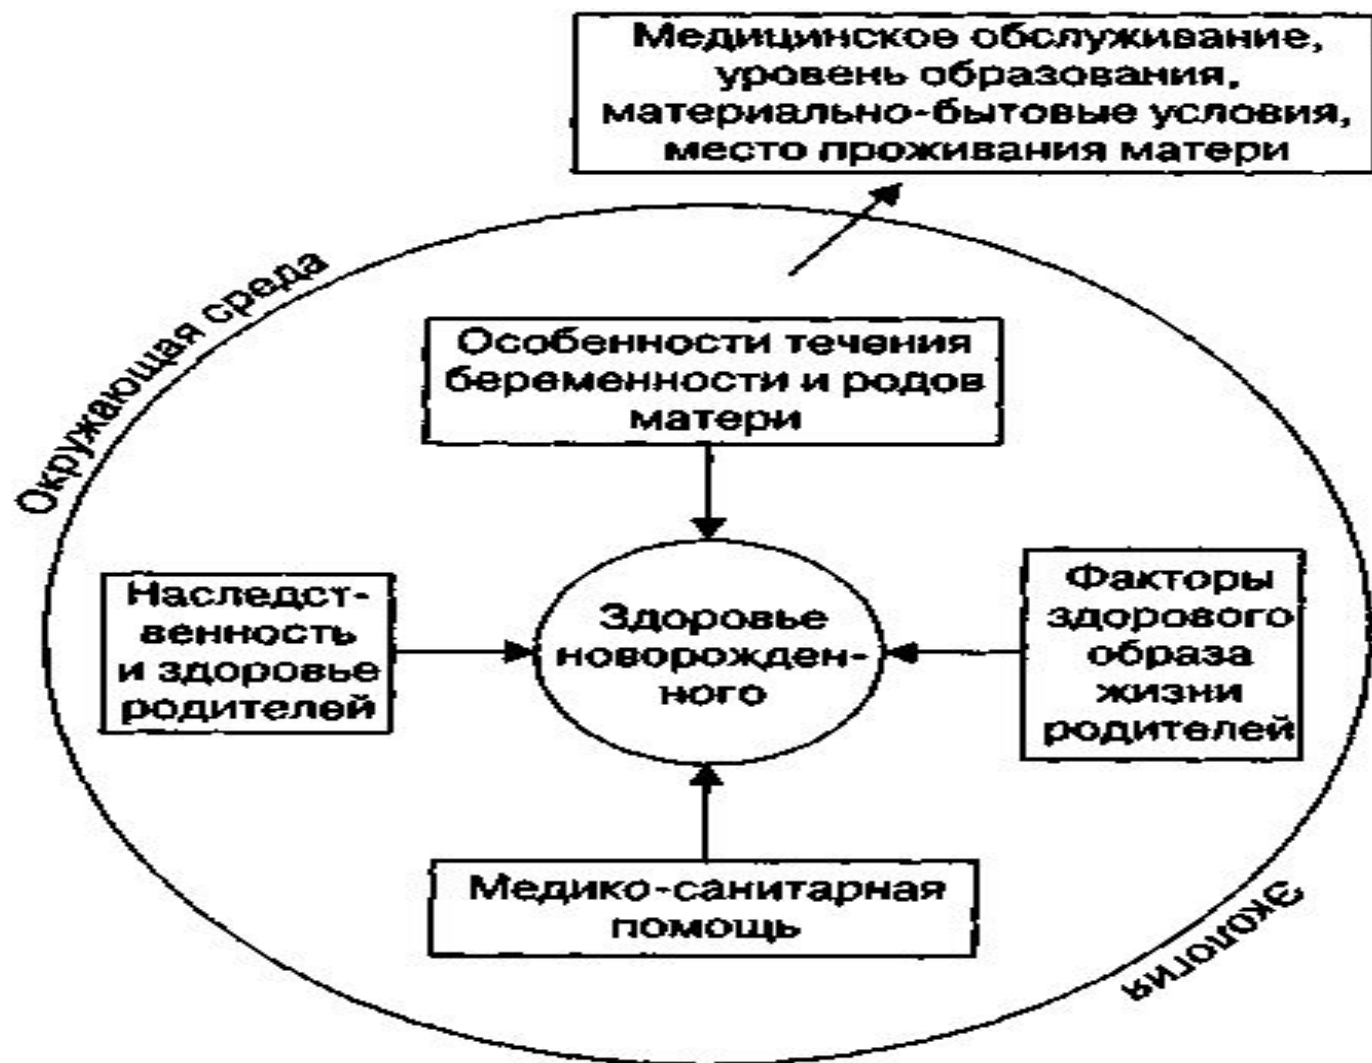 Медицинское обслуживание,
уровень образования,
материально-бытовые условия,
место проживания матери
Окружающая среда
Особенности течения
беременности и родов
матери
Наследст-
венность
и здоровье
родителей
Здоровье
новорожден-
ного
Факторы
здорового
образа
жизни
родителей
Медико-санитарная
помощь
Экология